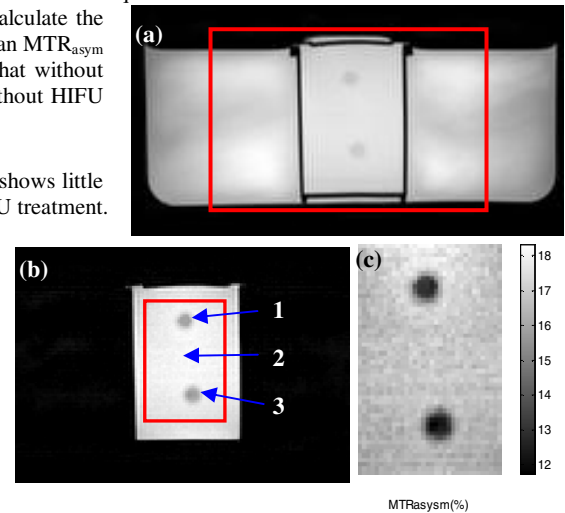 alculate the
an MTRasym
hat without
thout HIFU
shows little
U treatment.
(a)
(b)
1
2
3
(c)
18
17
16
15
14
13
12
MTRasysm(%)